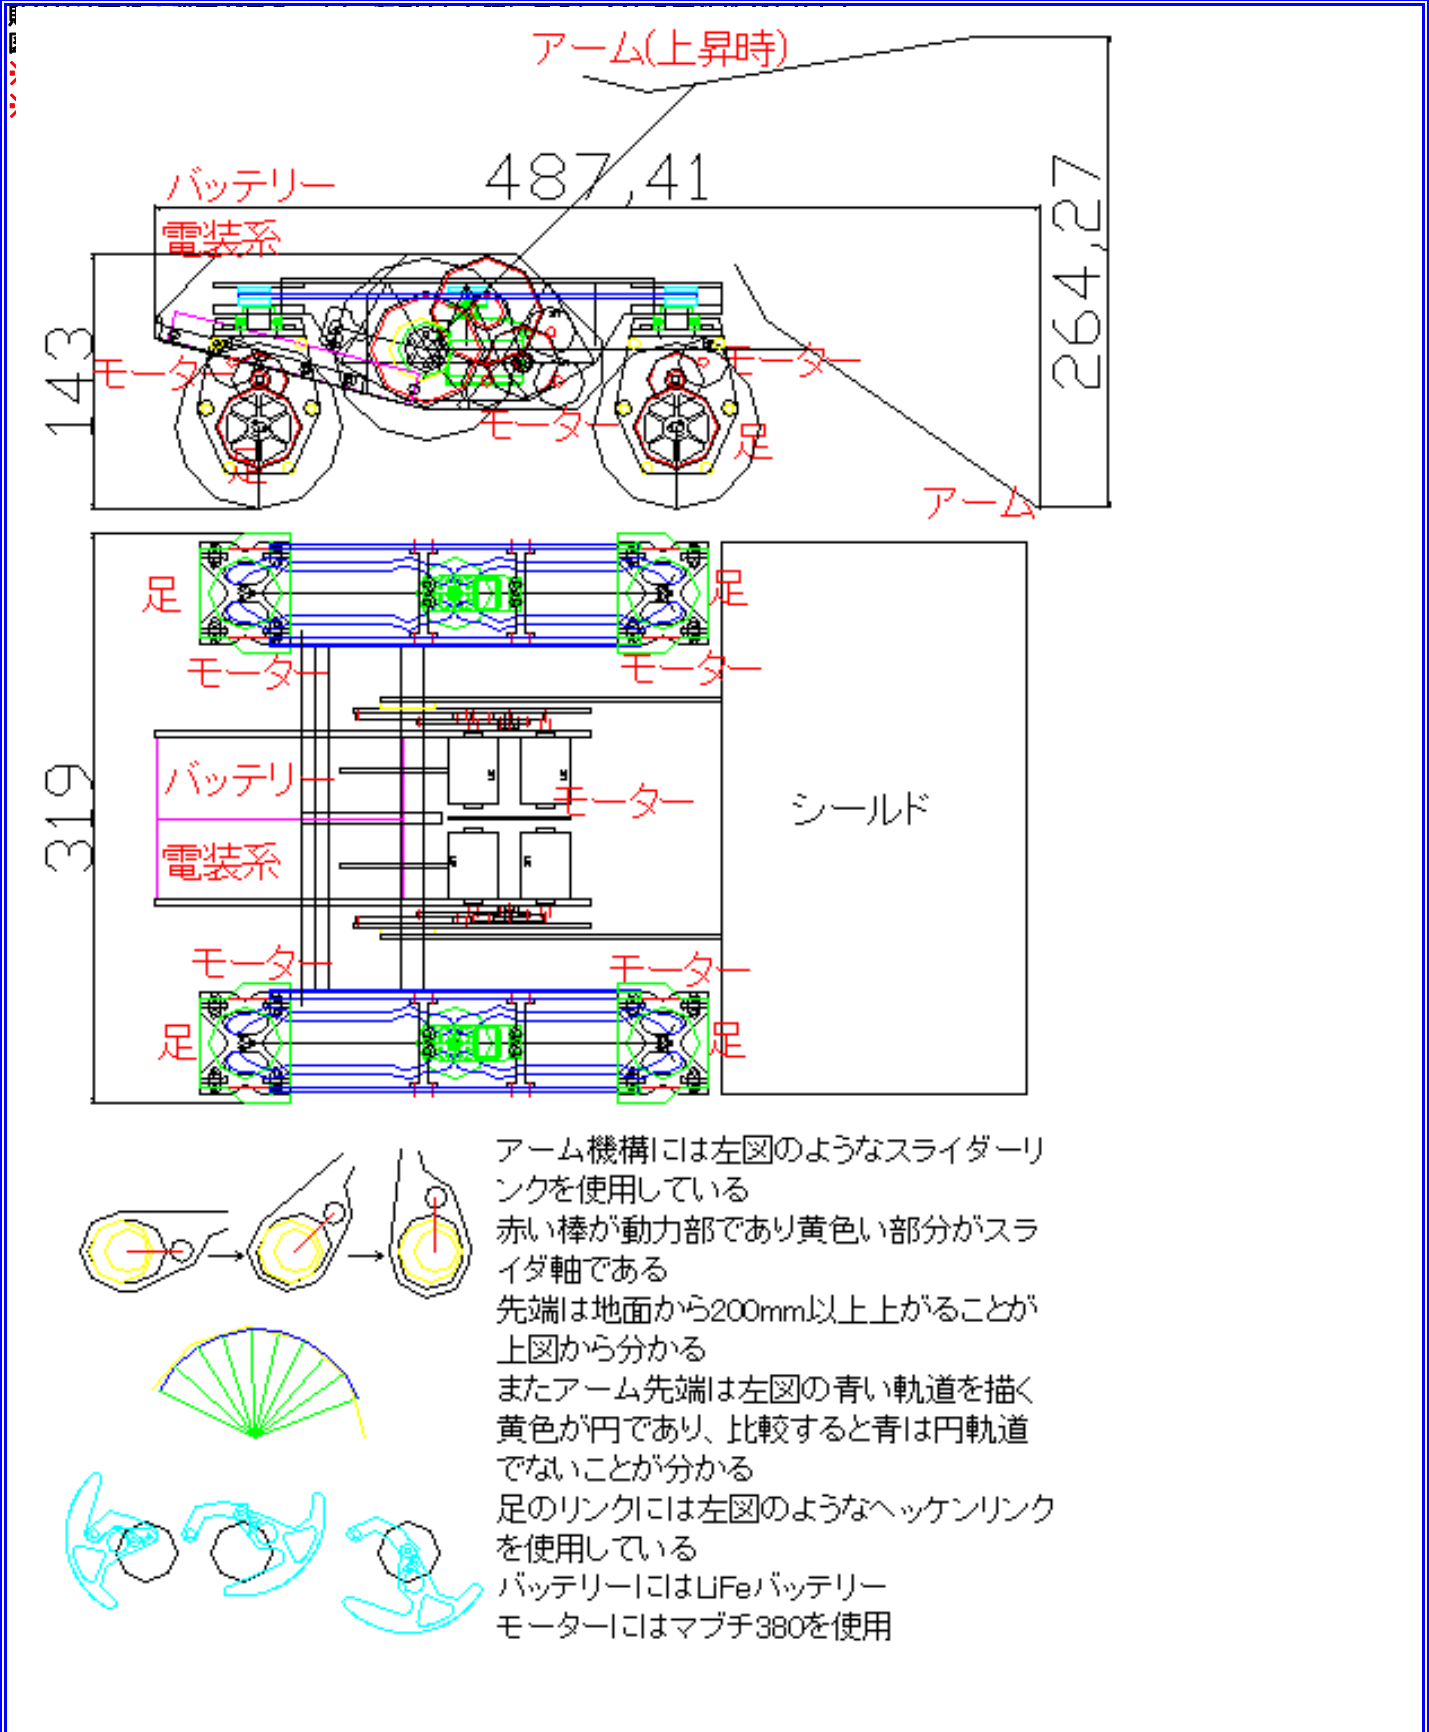 アーム(上昇時)
487,41
264,27
バッテリー
電装系
143
モーター
モーター
モーター
足
足
アーム
足
足
モーター
モーター
319
バッテリー
モーター
シールド
電装系
モーター
モーター
足
足
アーム機構には左図のようなスライダーリ
ンクを使用している
赤い棒が動力部であり黄色い部分がスラ
イダ軸である
先端は地面から200mm以上上がることが
上図から分かる
またアーム先端は左図の青い軌道を描く
黄色が円であり、比較すると青は円軌道
でないことが分かる
足のリンクには左図のようなヘッケンリンク
を使用している
バッテリーにはLiFeバッテリー
モーターにはマブチ380を使用